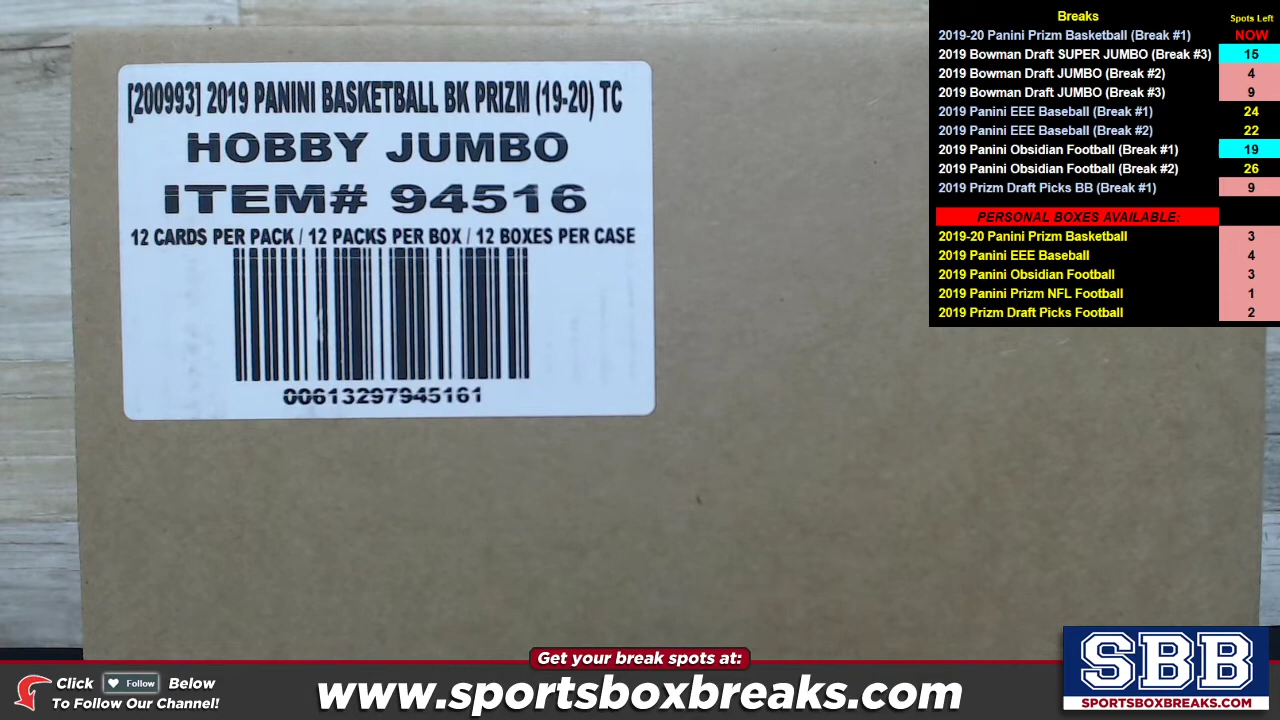 [200993] 2019 PANINI BASKETBALL BK PRIZM (19-20) TC
HOBBY JUMBO
ITEM# 94516
12 CARDS PER PACK / 12 PACKS PER BOX / 12 BOXES PER CASE
00613297945161
Breaks Spots Left
2019-20 Panini Prizm Basketball (Break #1) NOW
2019 Bowman Draft SUPER JUMBO (Break #3) 15
2019 Bowman Draft JUMBO (Break #2) 4
2019 Bowman Draft JUMBO (Break #3) 9
2019 Panini EEE Baseball (Break #1) 24
2019 Panini EEE Baseball (Break #2) 22
2019 Panini Obsidian Football (Break #1) 19
2019 Panini Obsidian Football (Break #2) 26
2019 Prizm Draft Picks BB (Break #1) 9
PERSONAL BOXES AVAILABLE:
2019-20 Panini Prizm Basketball 3
2019 Panini EEE Baseball 4
2019 Panini Obsidian Football 3
2019 Panini Prizm NFL Football 1
2019 Prizm Draft Picks Football 2
Get your break spots at:
Click Follow Below
To Follow Our Channel!
www.sportsboxbreaks.com
SBB
SPORTSBOXBREAKS.COM